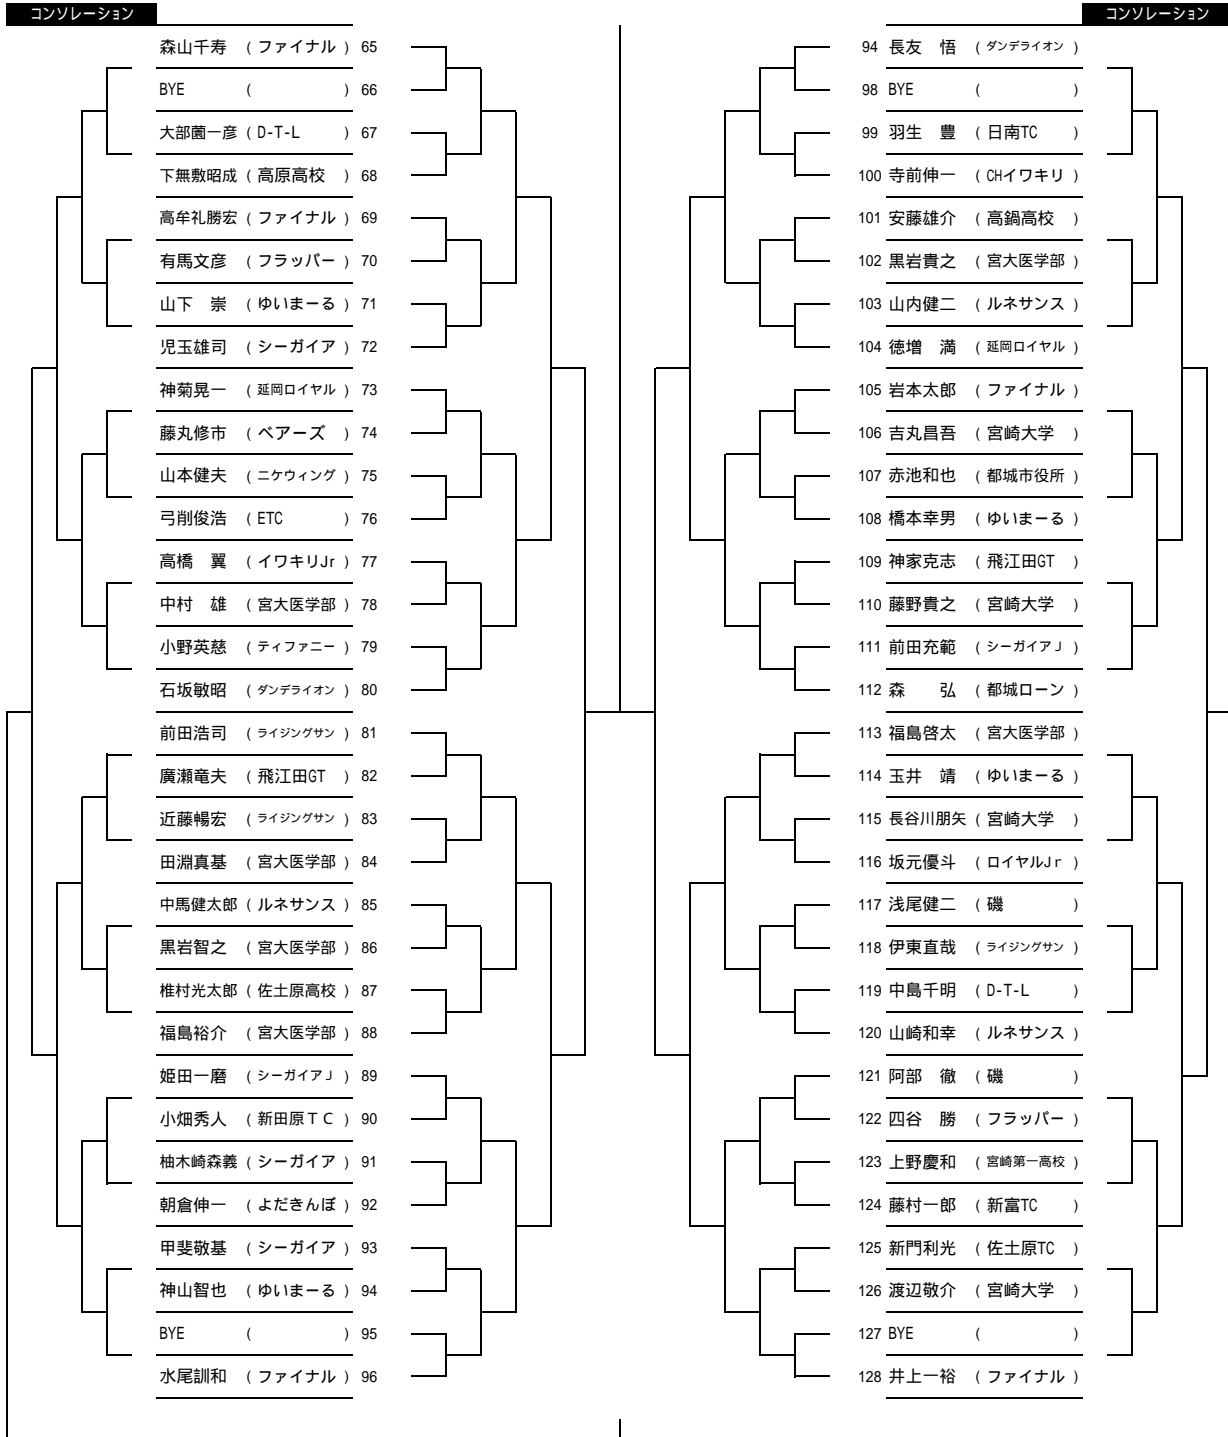 コンソレーション
森山千寿 ( ファイナル ) 65
BYE ( ) 66
大部薗一彦 ( D-T-L ) 67
下無敷昭成 ( 高原高校 ) 68
高牟礼勝宏 ( ファイナル ) 69
有馬文彦 ( フラッパー ) 70
山下 崇 ( ゆいまーる ) 71
児玉雄司 ( シーガイア ) 72
神菊晃一 ( 延岡ロイヤル ) 73
藤丸修市 ( ベアーズ ) 74
山本健夫 ( ニケウィング ) 75
弓削俊浩 ( ETC ) 76
高橋 翼 ( イワキリJr ) 77
中村 雄 ( 宮大医学部 ) 78
小野英慈 ( ティファニー ) 79
石坂敏昭 ( ダンデライオン ) 80
前田浩司 ( ライジングサン ) 81
廣瀬竜夫 ( 飛江田GT ) 82
近藤暢宏 ( ライジングサン ) 83
田淵真基 ( 宮大医学部 ) 84
中馬健太郎 ( ルネサンス ) 85
黒岩智之 ( 宮大医学部 ) 86
椎村光太郎 ( 佐土原高校 ) 87
福島裕介 ( 宮大医学部 ) 88
姫田一磨 ( シーガイアJ ) 89
小畑秀人 ( 新田原TC ) 90
柚木崎森義 ( シーガイア ) 91
朝倉伸一 ( よだきんぼ ) 92
甲斐敬基 ( シーガイア ) 93
神山智也 ( ゆいまーる ) 94
BYE ( ) 95
水尾訓和 ( ファイナル ) 96
コンソレーション
94 長友 悟 ( ダンデライオン )
98 BYE ( )
99 羽生 豊 ( 日南TC )
100 寺前伸一 ( CHイワキリ )
101 安藤雄介 ( 高鍋高校 )
102 黒岩貴之 ( 宮大医学部 )
103 山内健二 ( ルネサンス )
104 徳増 満 ( 延岡ロイヤル )
105 岩本太郎 ( ファイナル )
106 吉丸昌吾 ( 宮崎大学 )
107 赤池和也 ( 都城市役所 )
108 橋本幸男 ( ゆいまーる )
109 神家克志 ( 飛江田GT )
110 藤野貴之 ( 宮崎大学 )
111 前田充範 ( シーガイアJ )
112 森 弘 ( 都城ローン )
113 福島啓太 ( 宮大医学部 )
114 玉井 靖 ( ゆいまーる )
115 長谷川朋矢 ( 宮崎大学 )
116 坂元優斗 ( ロイヤルJr )
117 浅尾健二 ( 磯 )
118 伊東直哉 ( ライジングサン )
119 中島千明 ( D-T-L )
120 山崎和幸 ( ルネサンス )
121 阿部 徹 ( 磯 )
122 四谷 勝 ( フラッパー )
123 上野慶和 ( 宮崎第一高校 )
124 藤村一郎 ( 新富TC )
125 新門利光 ( 佐土原TC )
126 渡辺敬介 ( 宮崎大学 )
127 BYE ( )
128 井上一裕 ( ファイナル )